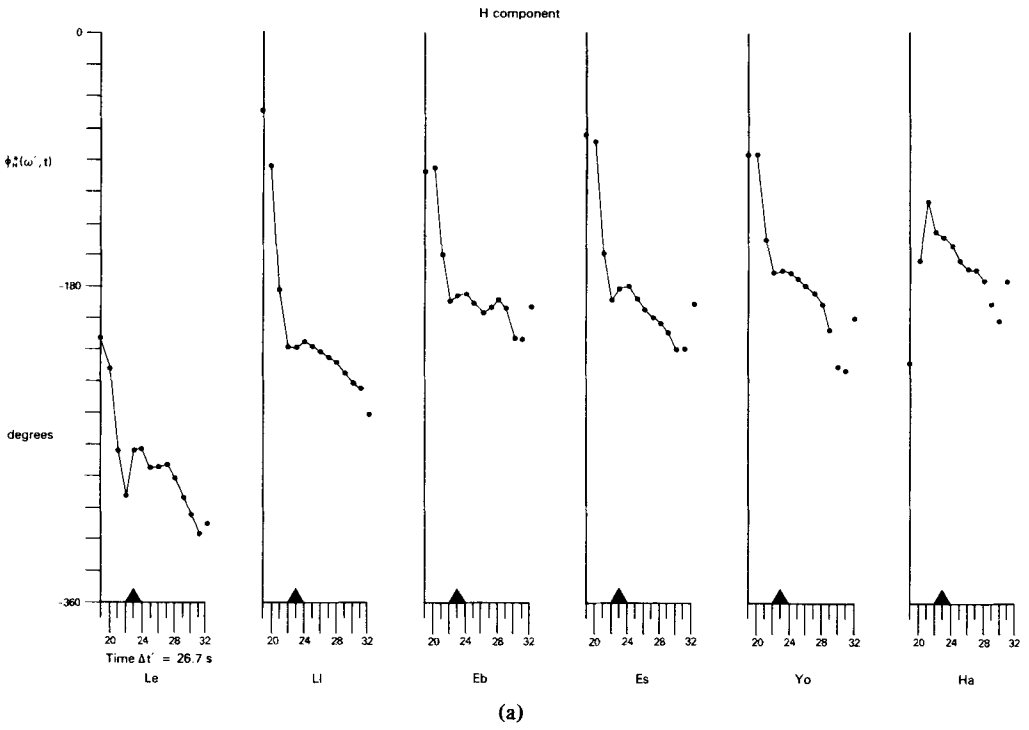 H component
0
ϕ*H(ω′, t)
-180
degrees
-360
20 24 28 32 20 24 28 32 20 24 28 32 20 24 28 32 20 24 28 32 20 24 28 32
Time Δt′ = 26.7 s
Le LI Eb Es Yo Ha
(a)